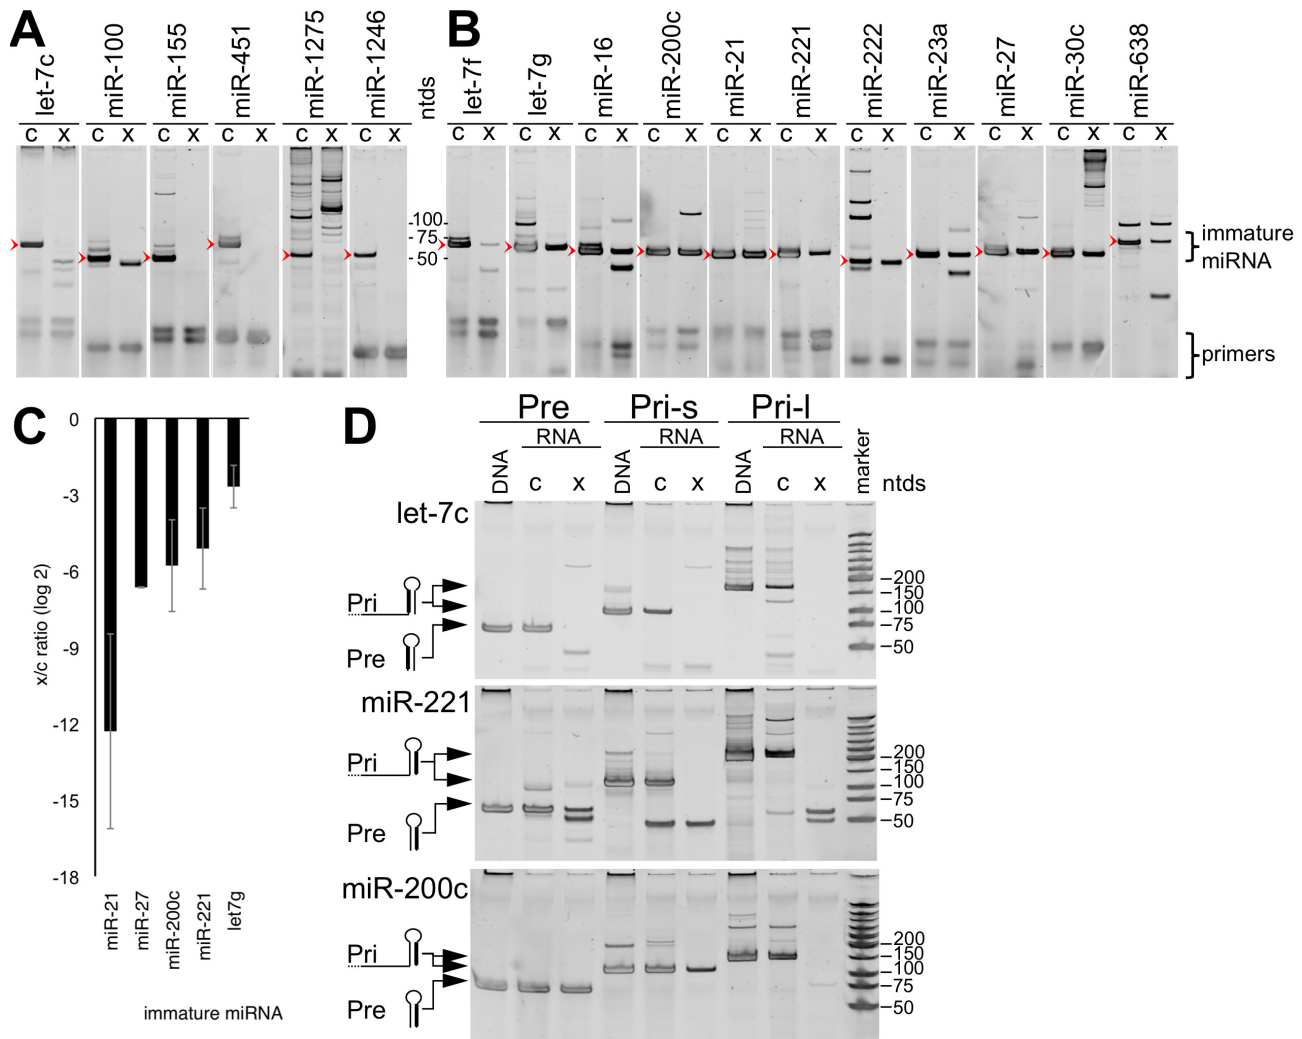 A
let-7c
miR-100
miR-155
miR-451
miR-1275
miR-1246
ntds
c x c x c x c x c x c x
-100-
-75-
-50-
B
let-7f
let-7g
miR-16
miR-200c
miR-21
miR-221
miR-222
miR-23a
miR-27
miR-30c
miR-638
c x c x c x c x c x c x c x c x c x c x c x
immature
miRNA
primers
C
0
-3
-6
-9
-12
-15
-18
x/c ratio (log 2)
miR-21
miR-27
miR-200c
miR-221
let7g
immature miRNA
D
Pre Pri-s Pri-l
RNA RNA RNA
DNA c x DNA c x DNA c x marker ntds
let-7c
Pri
Pre
200
150
100
75
50
miR-221
Pri
Pre
200
150
100
75
50
miR-200c
Pri
Pre
200
150
100
75
50